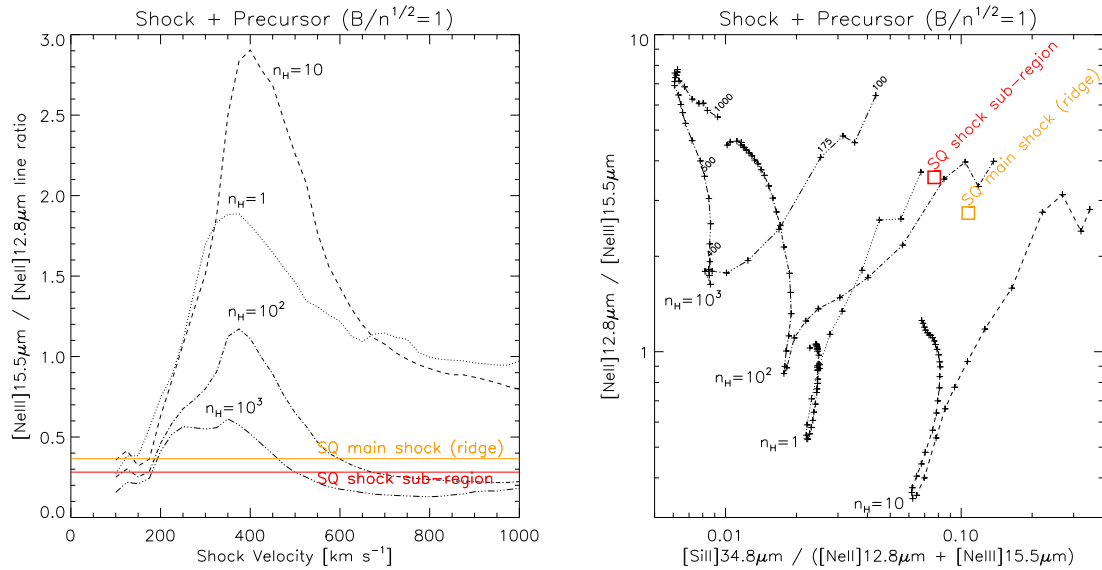 Shock + Precursor (B/n^{1/2}=1)
[NeIII]15.5μm / [NeII]12.8μm line ratio
3.0
2.5
2.0
1.5
1.0
0.5
0.0
n_H=10
n_H=1
n_H=10^2
n_H=10^3
SQ main shock (ridge)
SQ shock sub-region
0
200
400
600
800
1000
Shock Velocity [km s^{-1}]
Shock + Precursor (B/n^{1/2}=1)
[NeII]12.8μm / [NeIII]15.5μm
10
1
1000
500
400
100
175
SQ shock sub-region
SQ main shock (ridge)
n_H=10^3
n_H=10^2
n_H=1
n_H=10
0.01
0.10
[SiII]34.8μm / ([NeII]12.8μm + [NeIII]15.5μm)